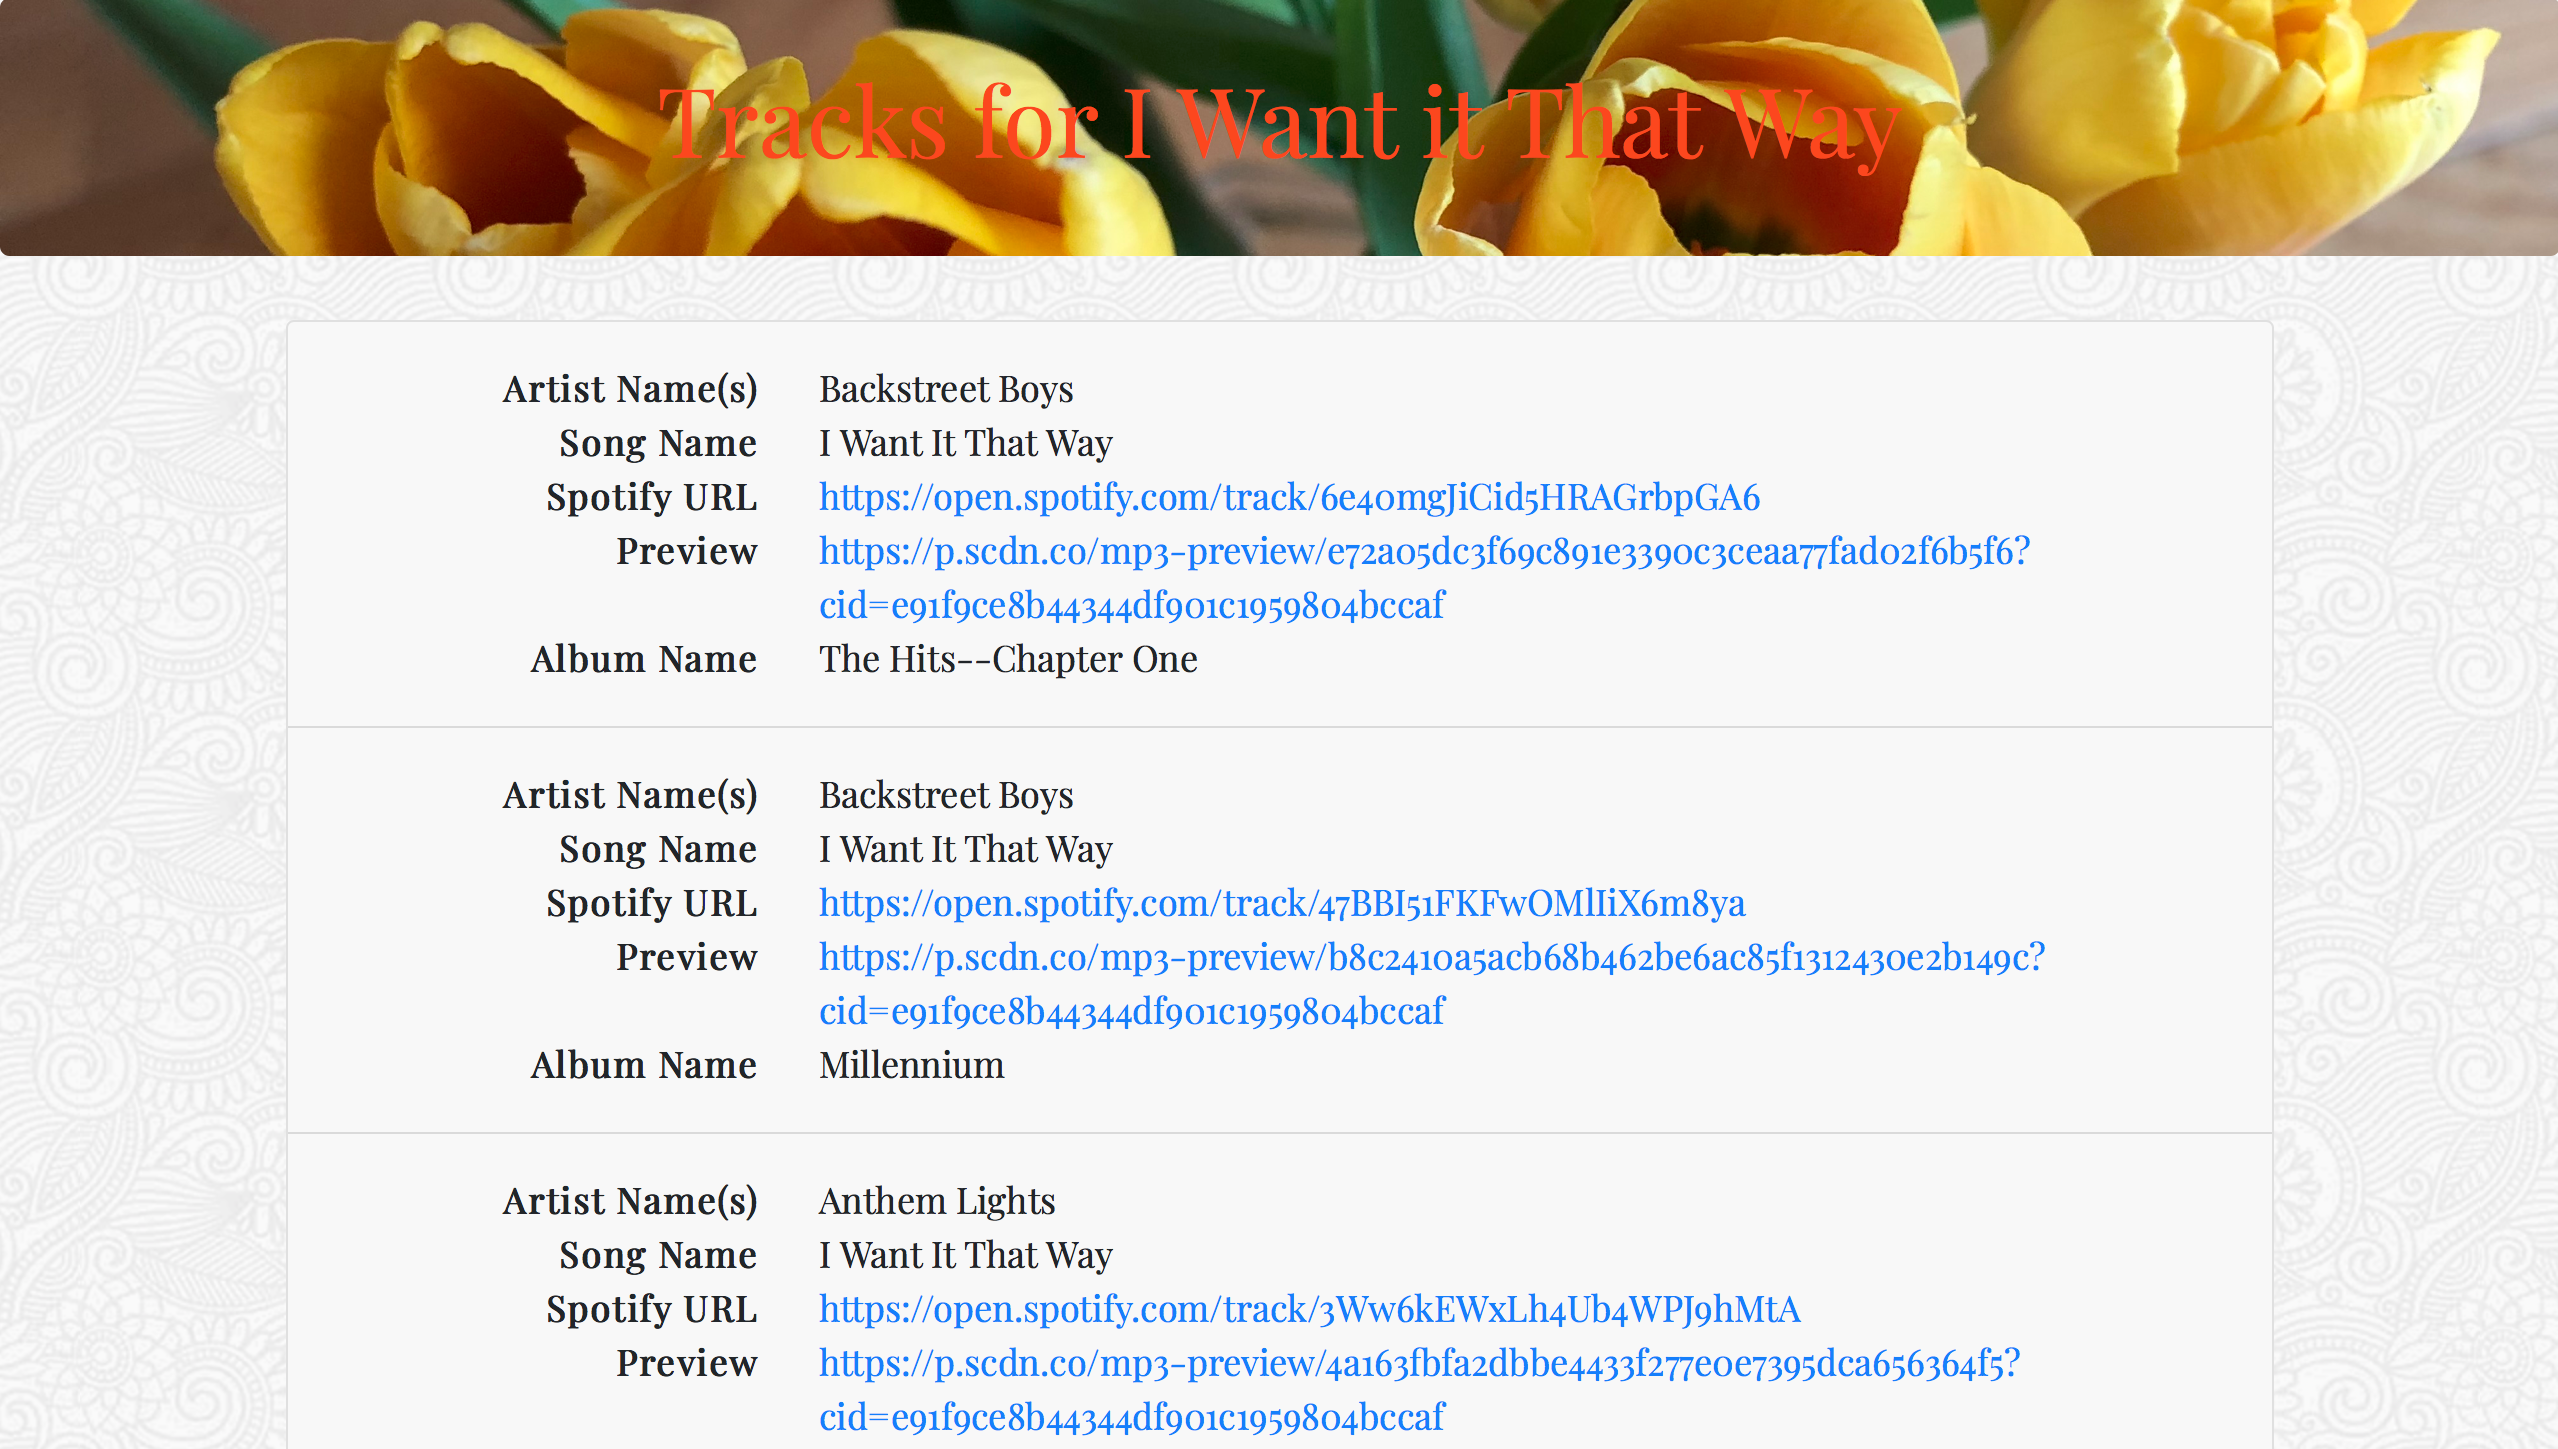 Tracks for I Want it That Way
Artist Name(s) Backstreet Boys
Song Name I Want It That Way
Spotify URL https://open.spotify.com/track/6e40mgJiCid5HRAGrbpGA6
Preview https://p.scdn.co/mp3-preview/e72a05dc3f69c891e3390c3ceaa77fad02f6b5f6?
cid=e91f9ce8b44344df901c1959804bccaf
Album Name The Hits--Chapter One
Artist Name(s) Backstreet Boys
Song Name I Want It That Way
Spotify URL https://open.spotify.com/track/47BBI51FKFwOMlIiX6m8ya
Preview https://p.scdn.co/mp3-preview/b8c2410a5acb68b462be6ac85f1312430e2b149c?
cid=e91f9ce8b44344df901c1959804bccaf
Album Name Millennium
Artist Name(s) Anthem Lights
Song Name I Want It That Way
Spotify URL https://open.spotify.com/track/3Ww6kEWxLh4Ub4WPJ9hMtA
Preview https://p.scdn.co/mp3-preview/4a163fbfa2dbbe4433f277e0e7395dca656364f5?
cid=e91f9ce8b44344df901c1959804bccaf